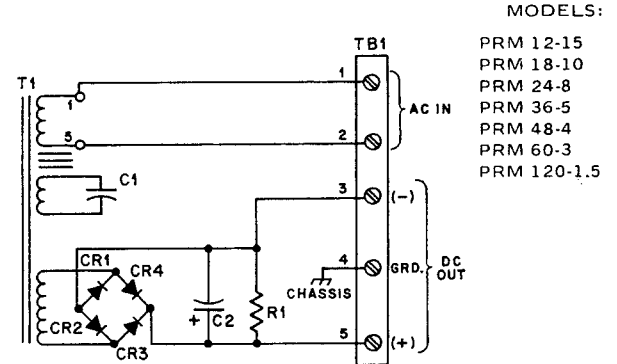 MODELS:
PRM 12-15
PRM 18-10
PRM 24-8
PRM 36-5
PRM 48-4
PRM 60-3
PRM 120-1.5
TB1
T1
1
1
AC IN
5
2
C1
3
(-)
CR1
CR4
4
GRD.
DC
OUT
CHASSIS
+
C2
R1
CR2
CR3
5
(+)